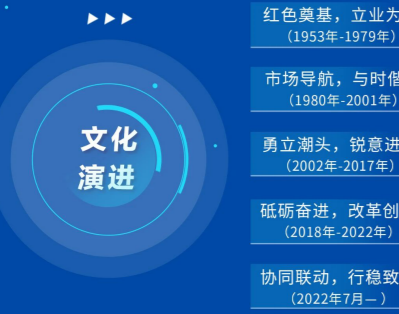 文化
演进
红色奠基，立业为
（1953年-1979年）
市场导航，与时偕
（1980年-2001年）
勇立潮头，锐意进
（2002年-2017年）
砥砺奋进，改革创
（2018年-2022年）
协同联动，行稳致
（2022年7月— ）